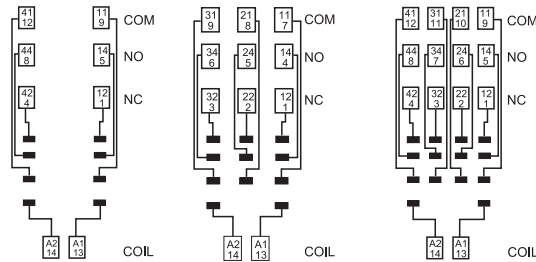 41 11 COM
12 9
44 14 NO
8 5
42 12 NC
4 1
A2 A1
14 13 COIL
31 21 11 COM
9 8 7
34 24 14 NO
6 5 4
32 22 12 NC
3 2 1
A2 A1
14 13 COIL
41 31 21 11 COM
12 11 10 9
44 34 24 14 NO
8 7 6 5
42 32 22 12 NC
4 3 2 1
A2 A1
14 13 COIL